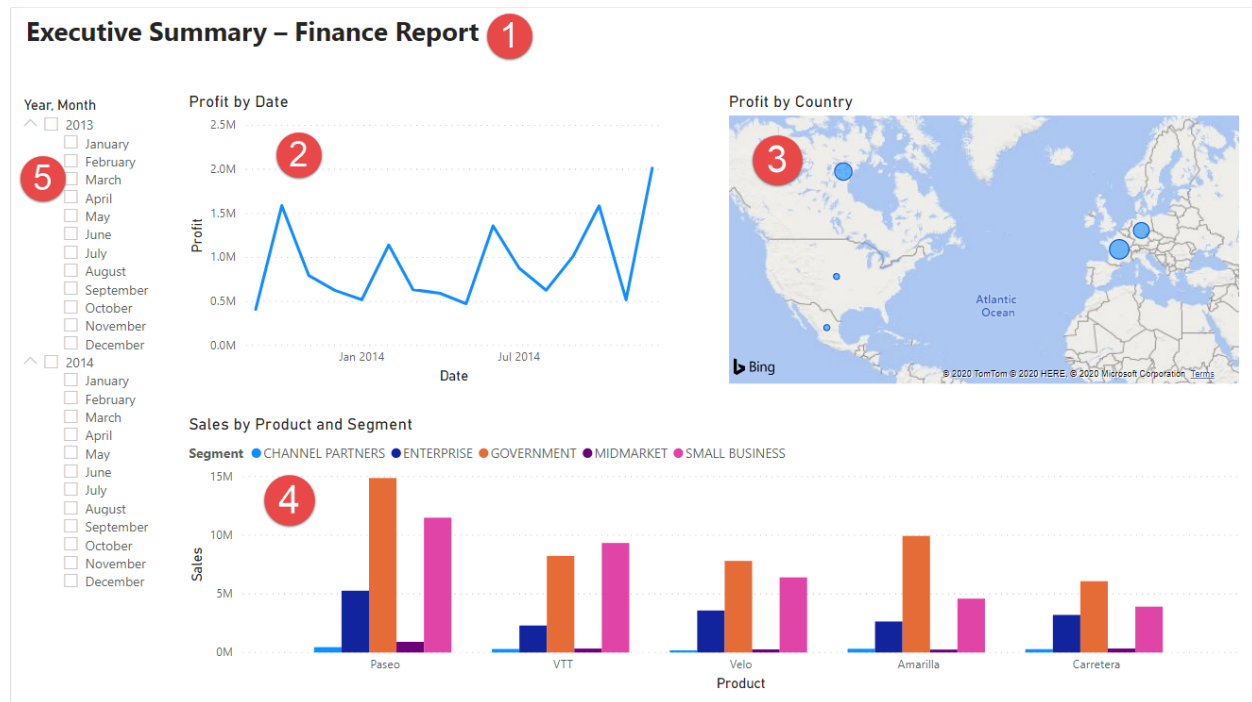 Executive Summary – Finance Report
1
Year, Month
2013
January
February
March
April
May
June
July
August
September
October
November
December
2014
January
February
March
April
May
June
July
August
September
October
November
December
5
Profit by Date
2
Profit
2.5M
2.0M
1.5M
1.0M
0.5M
0.0M
Jan 2014
Jul 2014
Date
Profit by Country
3
Atlantic
Ocean
Bing
© 2020 TomTom © 2020 HERE, © 2020 Microsoft Corporation Terms
Sales by Product and Segment
Segment CHANNEL PARTNERS ENTERPRISE GOVERNMENT MIDMARKET SMALL BUSINESS
4
Sales
15M
10M
5M
0M
Paseo
VTT
Velo
Amarilla
Carretera
Product